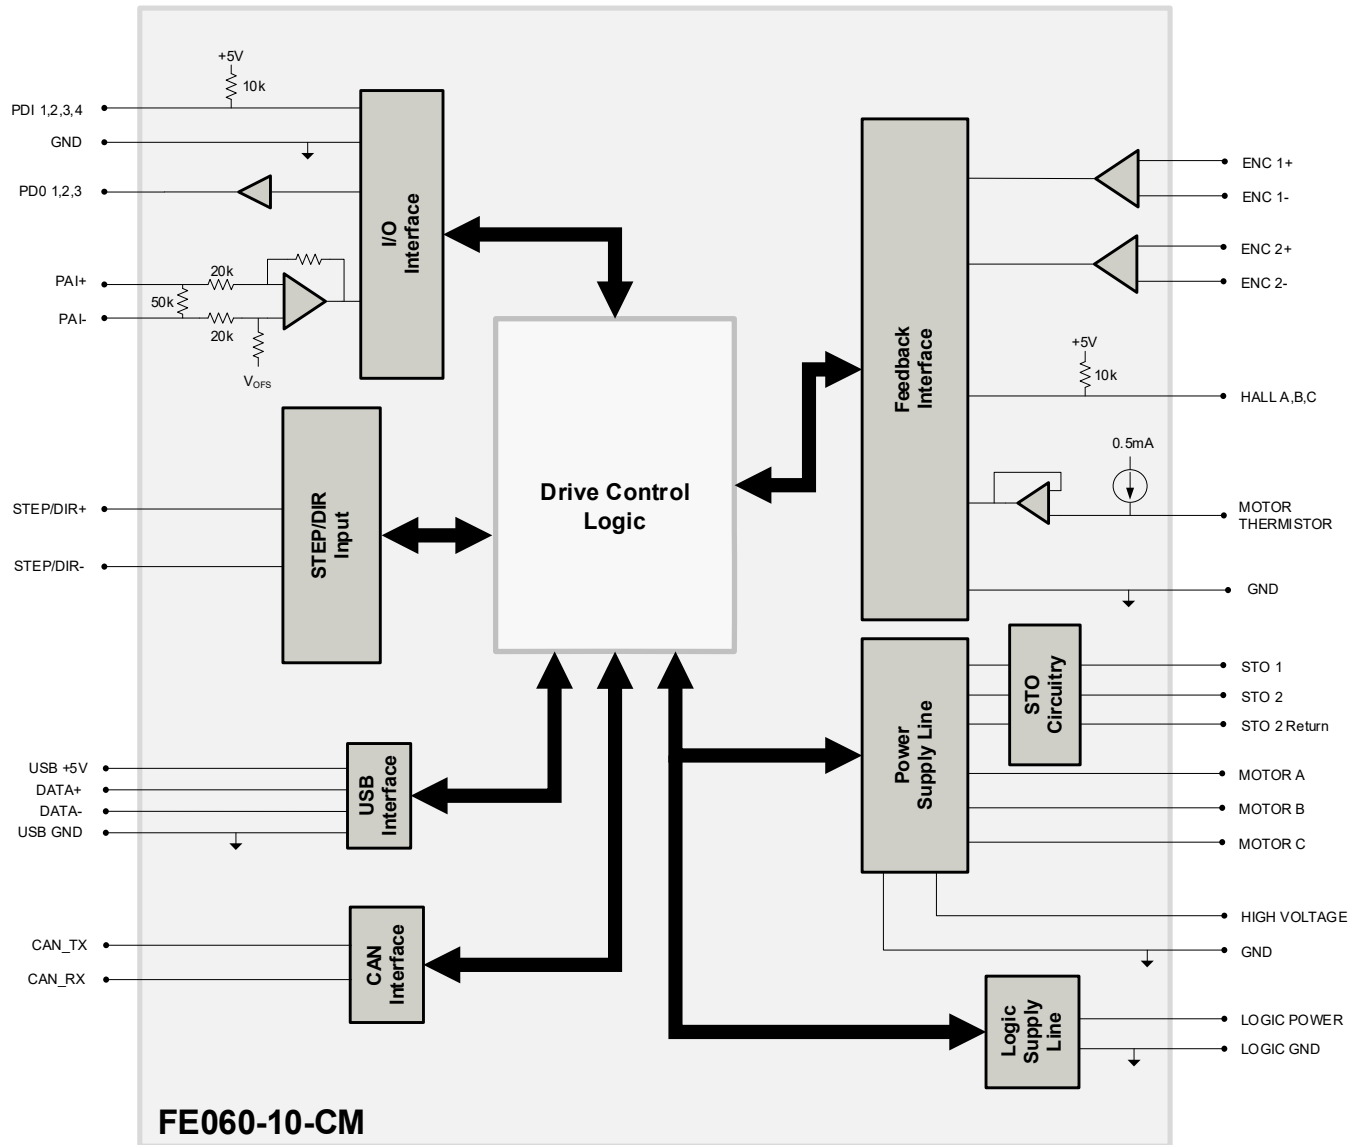 +5V
10k
PDI 1,2,3,4
GND
PD0 1,2,3
PAI+
20k
50k
PAI-
20k
VOFS
I/O
Interface
STEP/DIR+
STEP/DIR-
STEP/DIR
Input
Drive Control
Logic
USB +5V
DATA+
DATA-
USB GND
USB
Interface
CAN_TX
CAN_RX
CAN
Interface
Feedback
Interface
ENC 1+
ENC 1-
ENC 2+
ENC 2-
+5V
10k
HALL A,B,C
0.5mA
MOTOR
THERMISTOR
GND
Power
Supply Line
STO
Circuitry
STO 1
STO 2
STO 2 Return
MOTOR A
MOTOR B
MOTOR C
HIGH VOLTAGE
GND
Logic
Supply
Line
LOGIC POWER
LOGIC GND
FE060-10-CM